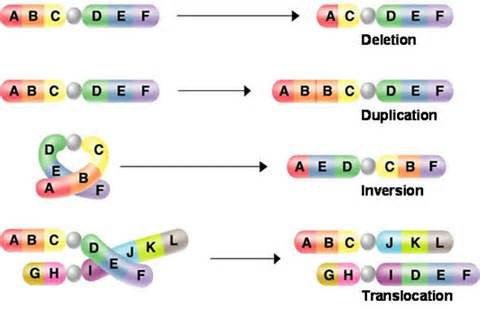 A B C D E F A C D E F
Deletion
A B C D E F A B B C D E F
Duplication
D C
E B
A F
A E D C B F
Inversion
A B C D E J K L
G H I F
A B C J K L
G H I D E F
Translocation